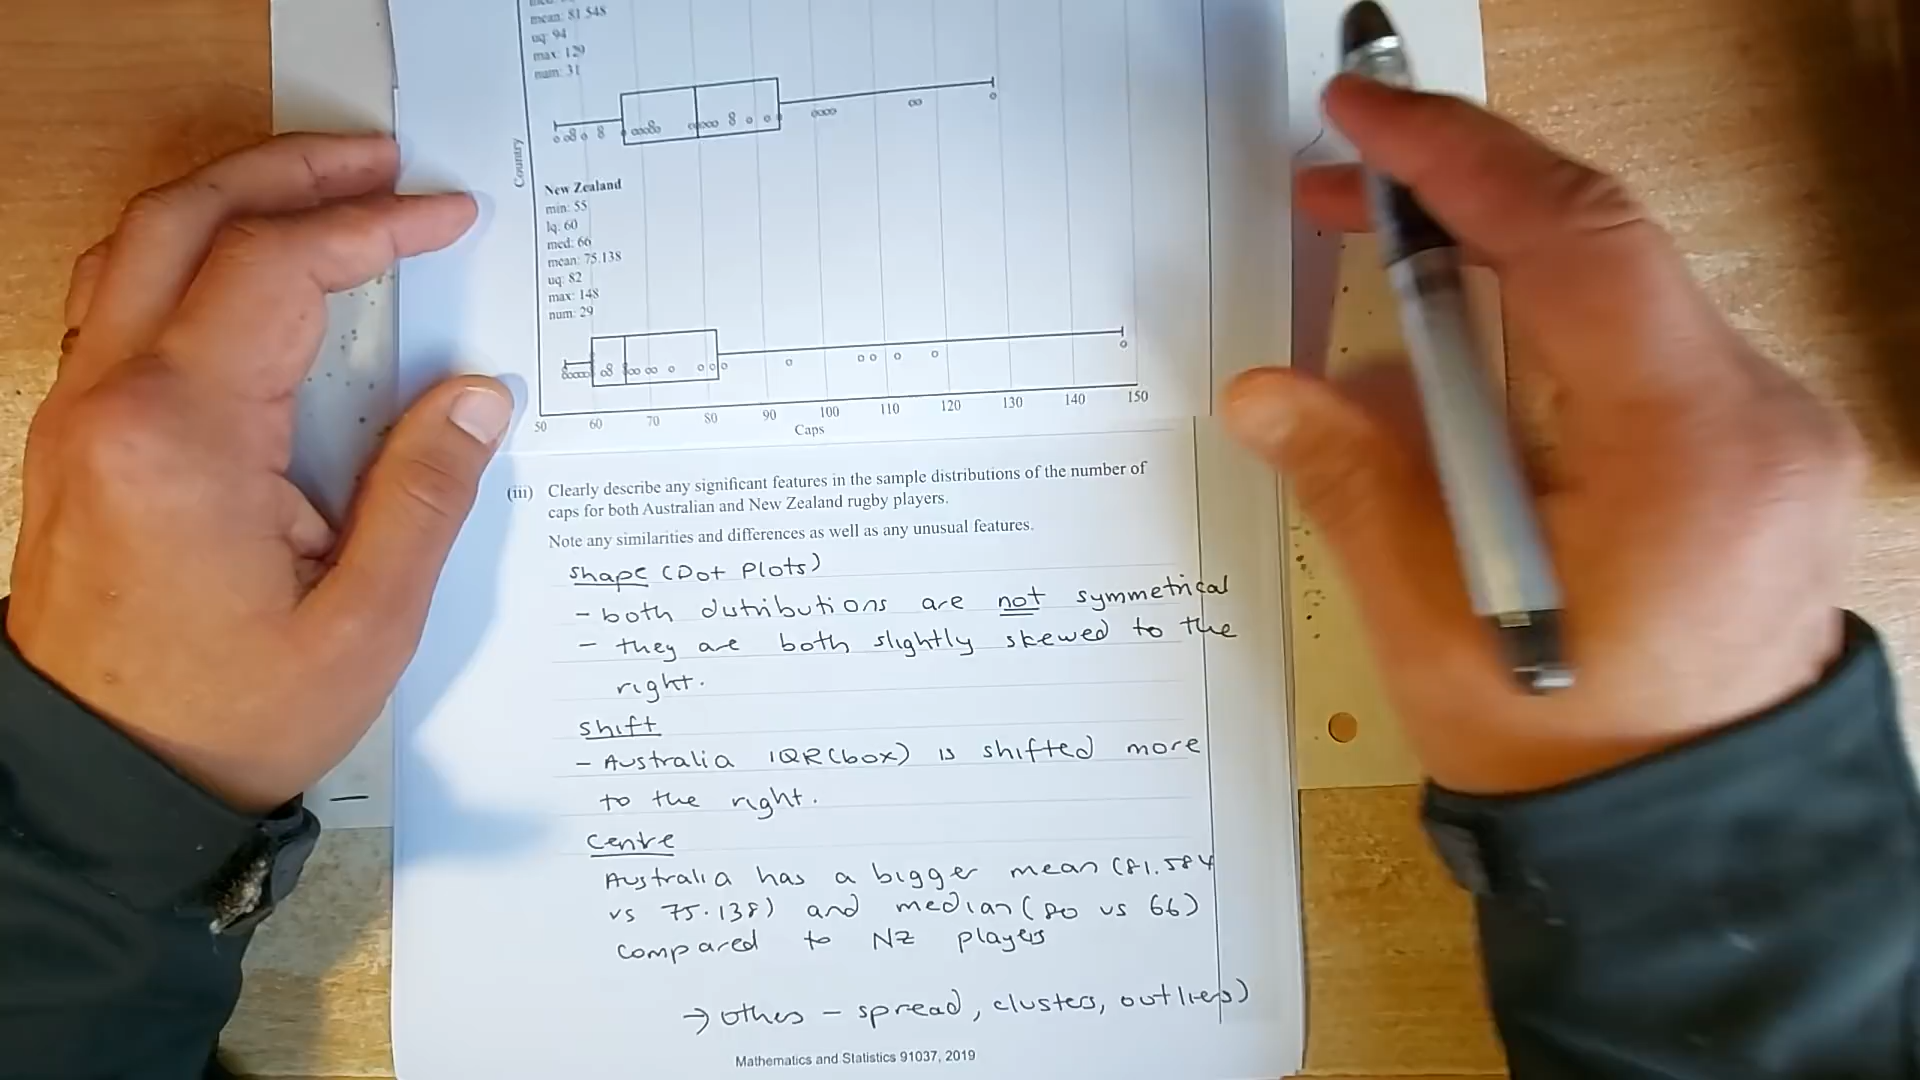 mean: 81.548
uq: 94
max: 129
num: 31
Country
New Zealand
min: 55
lq: 60
med: 66
mean: 75.138
uq: 82
max: 148
num: 29
50 60 70 80 90 100 110 120 130 140 150
Caps
(iii) Clearly describe any significant features in the sample distributions of the number of
caps for both Australian and New Zealand rugby players.
Note any similarities and differences as well as any unusual features.
Shape (Dot Plots)
- both distributions are not symmetrical
- they are both slightly skewed to the
right.
Shift
- Australia IQR(box) is shifted more
to the right.
Centre
Australia has a bigger mean (81.584
vs 75.138) and median (80 vs 66)
compared to NZ players
→ others - spread, clusters, outliers)
Mathematics and Statistics 91037, 2019